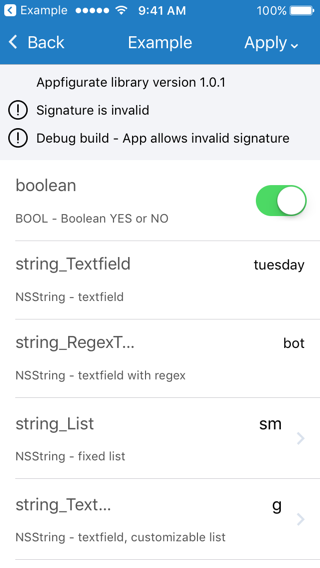 Example 9:41 AM 100%
Back Example Apply
Appfigurate library version 1.0.1
Signature is invalid
Debug build - App allows invalid signature
boolean
BOOL - Boolean YES or NO
string_Textfield tuesday
NSString - textfield
string_RegexT... bot
NSString - textfield with regex
string_List sm
NSString - fixed list
string_Text... g
NSString - textfield, customizable list